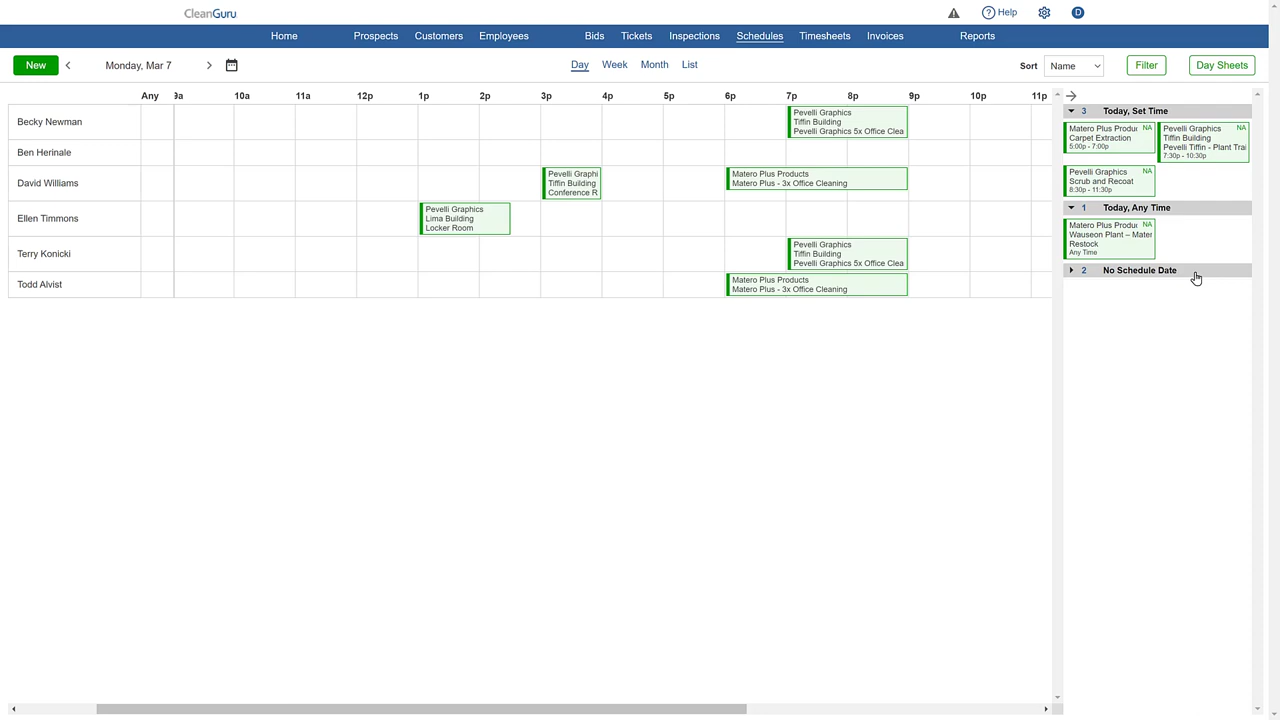 CleanGuru
Help
D
Home Prospects Customers Employees Bids Tickets Inspections Schedules Timesheets Invoices Reports
New Monday, Mar 7 Day Week Month List Sort Name Filter Day Sheets
Any 9a 10a 11a 12p 1p 2p 3p 4p 5p 6p 7p 8p 9p 10p 11p
Becky Newman
Pevelli Graphics
Tiffin Building
Pevelli Graphics 5x Office Clea
Ben Herinale
David Williams
Pevelli Graphi
Tiffin Building
Conference R
Matero Plus Products
Matero Plus - 3x Office Cleaning
Ellen Timmons
Pevelli Graphics
Lima Building
Locker Room
Terry Konicki
Pevelli Graphics
Tiffin Building
Pevelli Graphics 5x Office Clea
Todd Alvist
Matero Plus Products
Matero Plus - 3x Office Cleaning
3 Today, Set Time
Matero Plus Produc NA
Carpet Extraction
5:00p - 7:00p
Pevelli Graphics NA
Tiffin Building
Pevelli Tiffin - Plant Trai
7:30p - 10:30p
Pevelli Graphics NA
Scrub and Recoat
8:30p - 11:30p
1 Today, Any Time
Matero Plus Produc NA
Wauseon Plant – Mater
Restock
Any Time
2 No Schedule Date